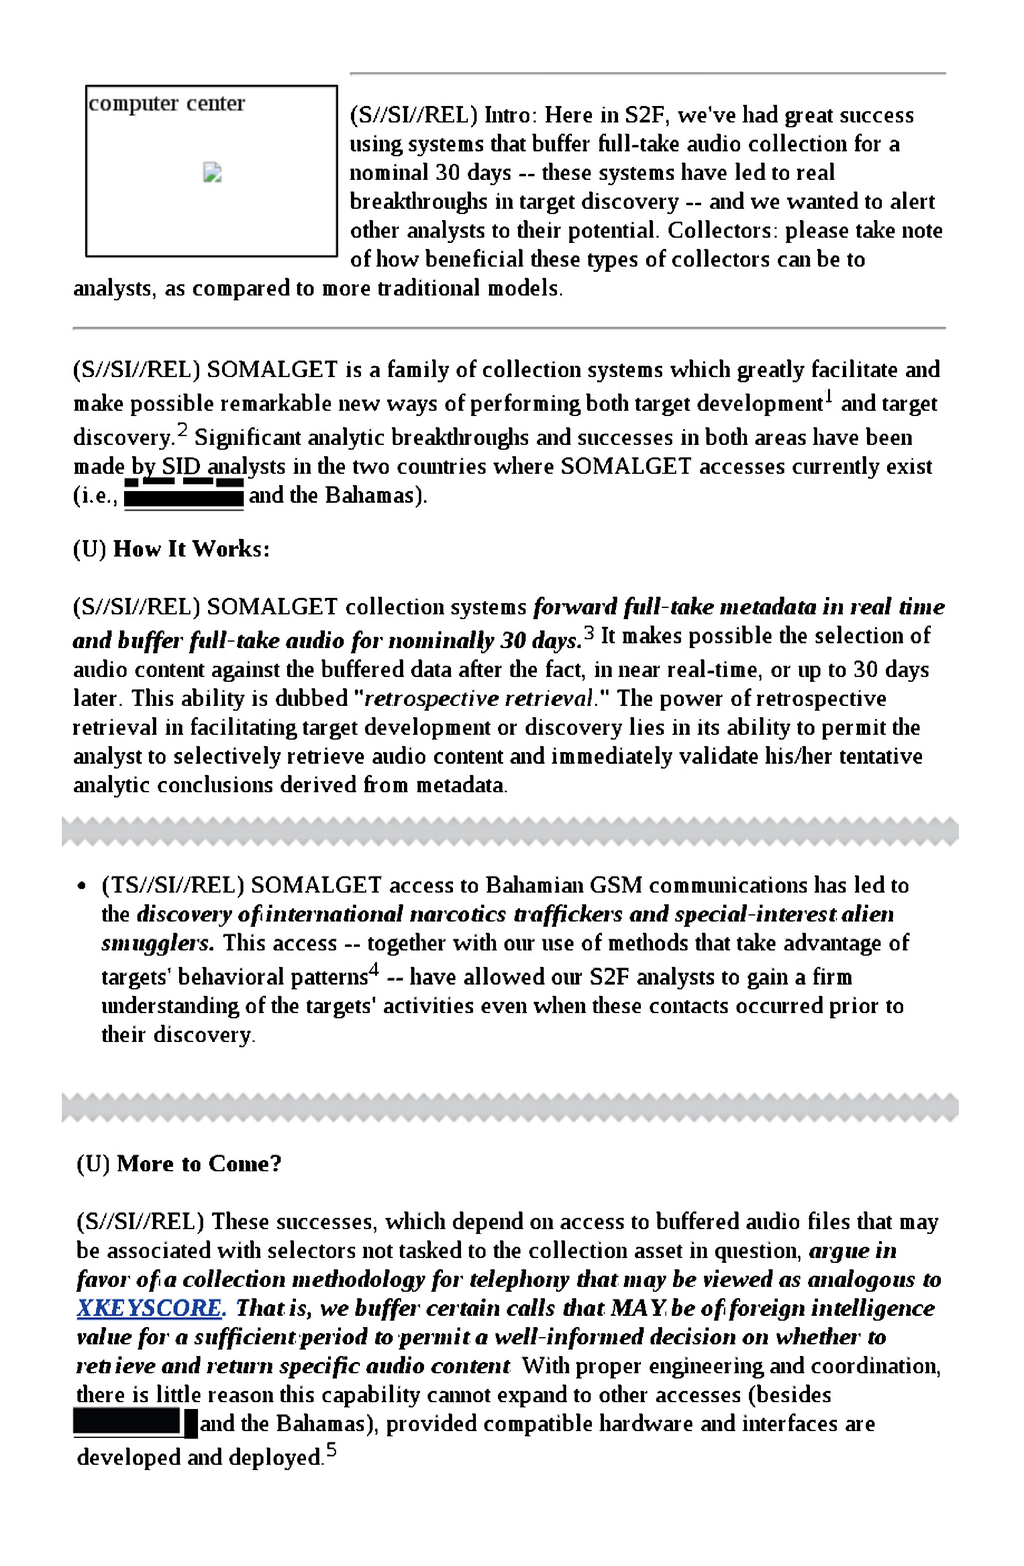 computer center
(S//SI//REL) Intro: Here in S2F, we've had great success
using systems that buffer full-take audio collection for a
nominal 30 days -- these systems have led to real
breakthroughs in target discovery -- and we wanted to alert
other analysts to their potential. Collectors: please take note
of how beneficial these types of collectors can be to
analysts, as compared to more traditional models.
(S//SI//REL) SOMALGET is a family of collection systems which greatly facilitate and
make possible remarkable new ways of performing both target development1 and target
discovery.2 Significant analytic breakthroughs and successes in both areas have been
made by SID analysts in the two countries where SOMALGET accesses currently exist
(i.e., and the Bahamas).
(U) How It Works:
(S//SI//REL) SOMALGET collection systems forward full-take metadata in real time
and buffer full-take audio for nominally 30 days.3 It makes possible the selection of
audio content against the buffered data after the fact, in near real-time, or up to 30 days
later. This ability is dubbed "retrospective retrieval." The power of retrospective
retrieval in facilitating target development or discovery lies in its ability to permit the
analyst to selectively retrieve audio content and immediately validate his/her tentative
analytic conclusions derived from metadata.
• (TS//SI//REL) SOMALGET access to Bahamian GSM communications has led to
the discovery of international narcotics traffickers and special-interest alien
smugglers. This access -- together with our use of methods that take advantage of
targets' behavioral patterns4 -- have allowed our S2F analysts to gain a firm
understanding of the targets' activities even when these contacts occurred prior to
their discovery.
(U) More to Come?
(S//SI//REL) These successes, which depend on access to buffered audio files that may
be associated with selectors not tasked to the collection asset in question, argue in
favor of a collection methodology for telephony that may be viewed as analogous to
XKEYSCORE. That is, we buffer certain calls that MAY be of foreign intelligence
value for a sufficient period to permit a well-informed decision on whether to
retrieve and return specific audio content With proper engineering and coordination,
there is little reason this capability cannot expand to other accesses (besides
and the Bahamas), provided compatible hardware and interfaces are
developed and deployed.5